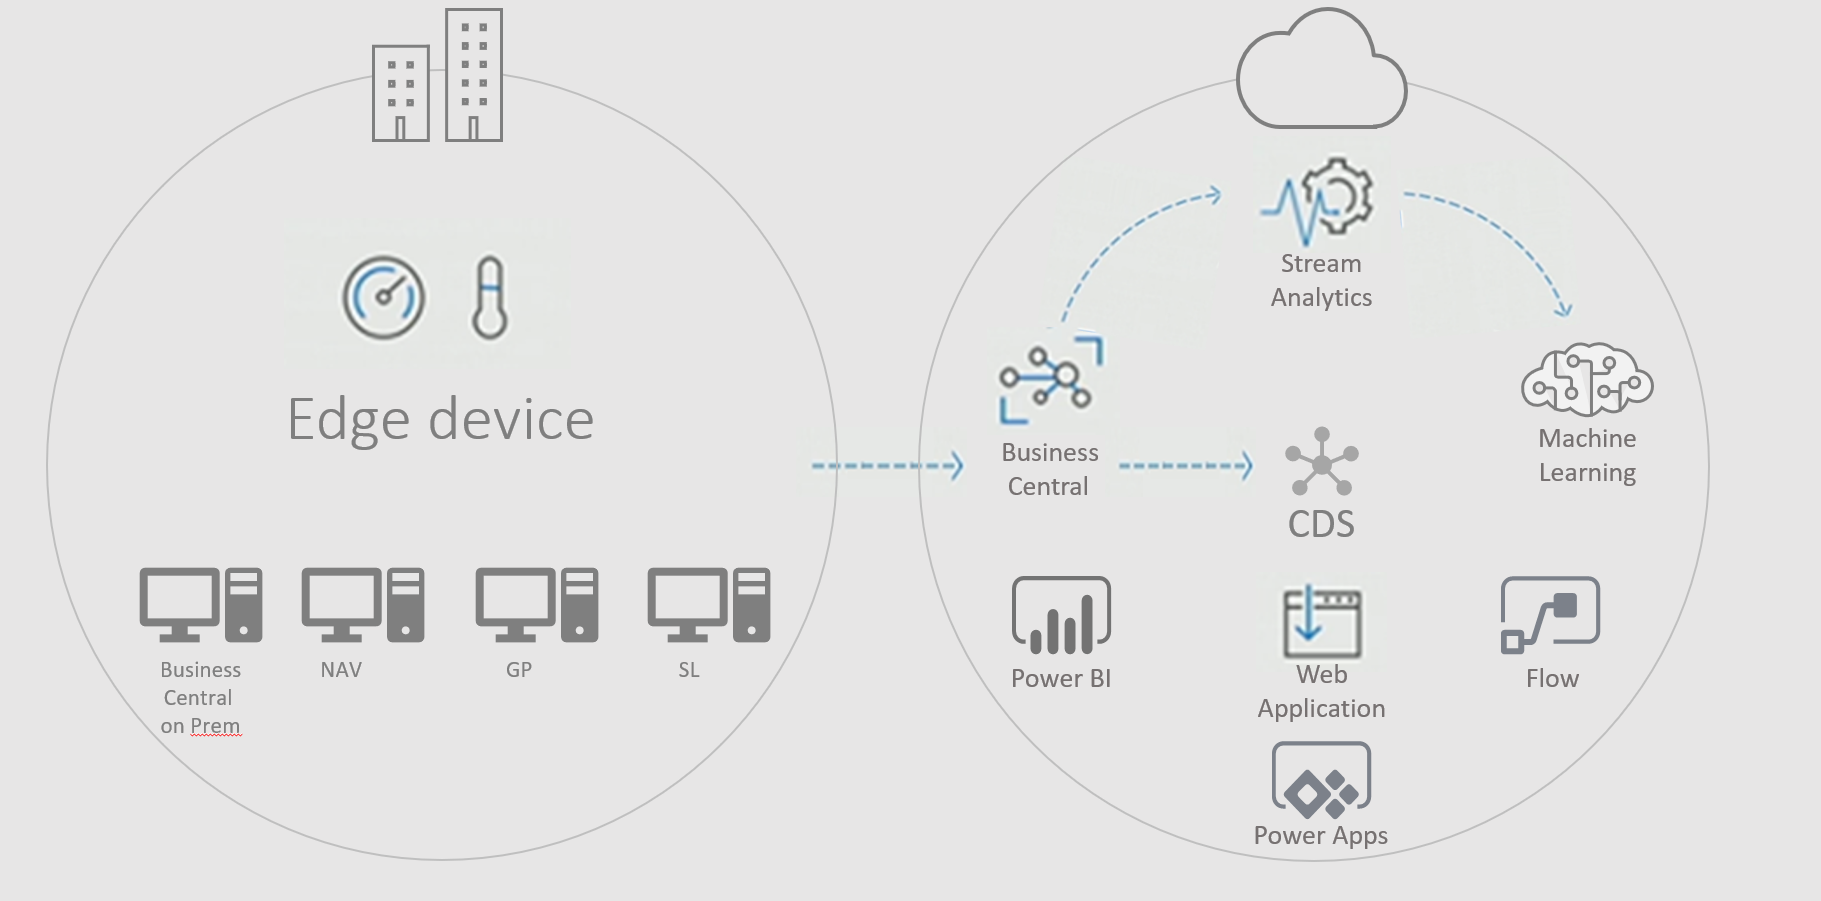 Edge device
Business
Central
on Prem
NAV
GP
SL
Stream
Analytics
Business
Central
Machine
Learning
CDS
Power BI
Web
Application
Flow
Power Apps